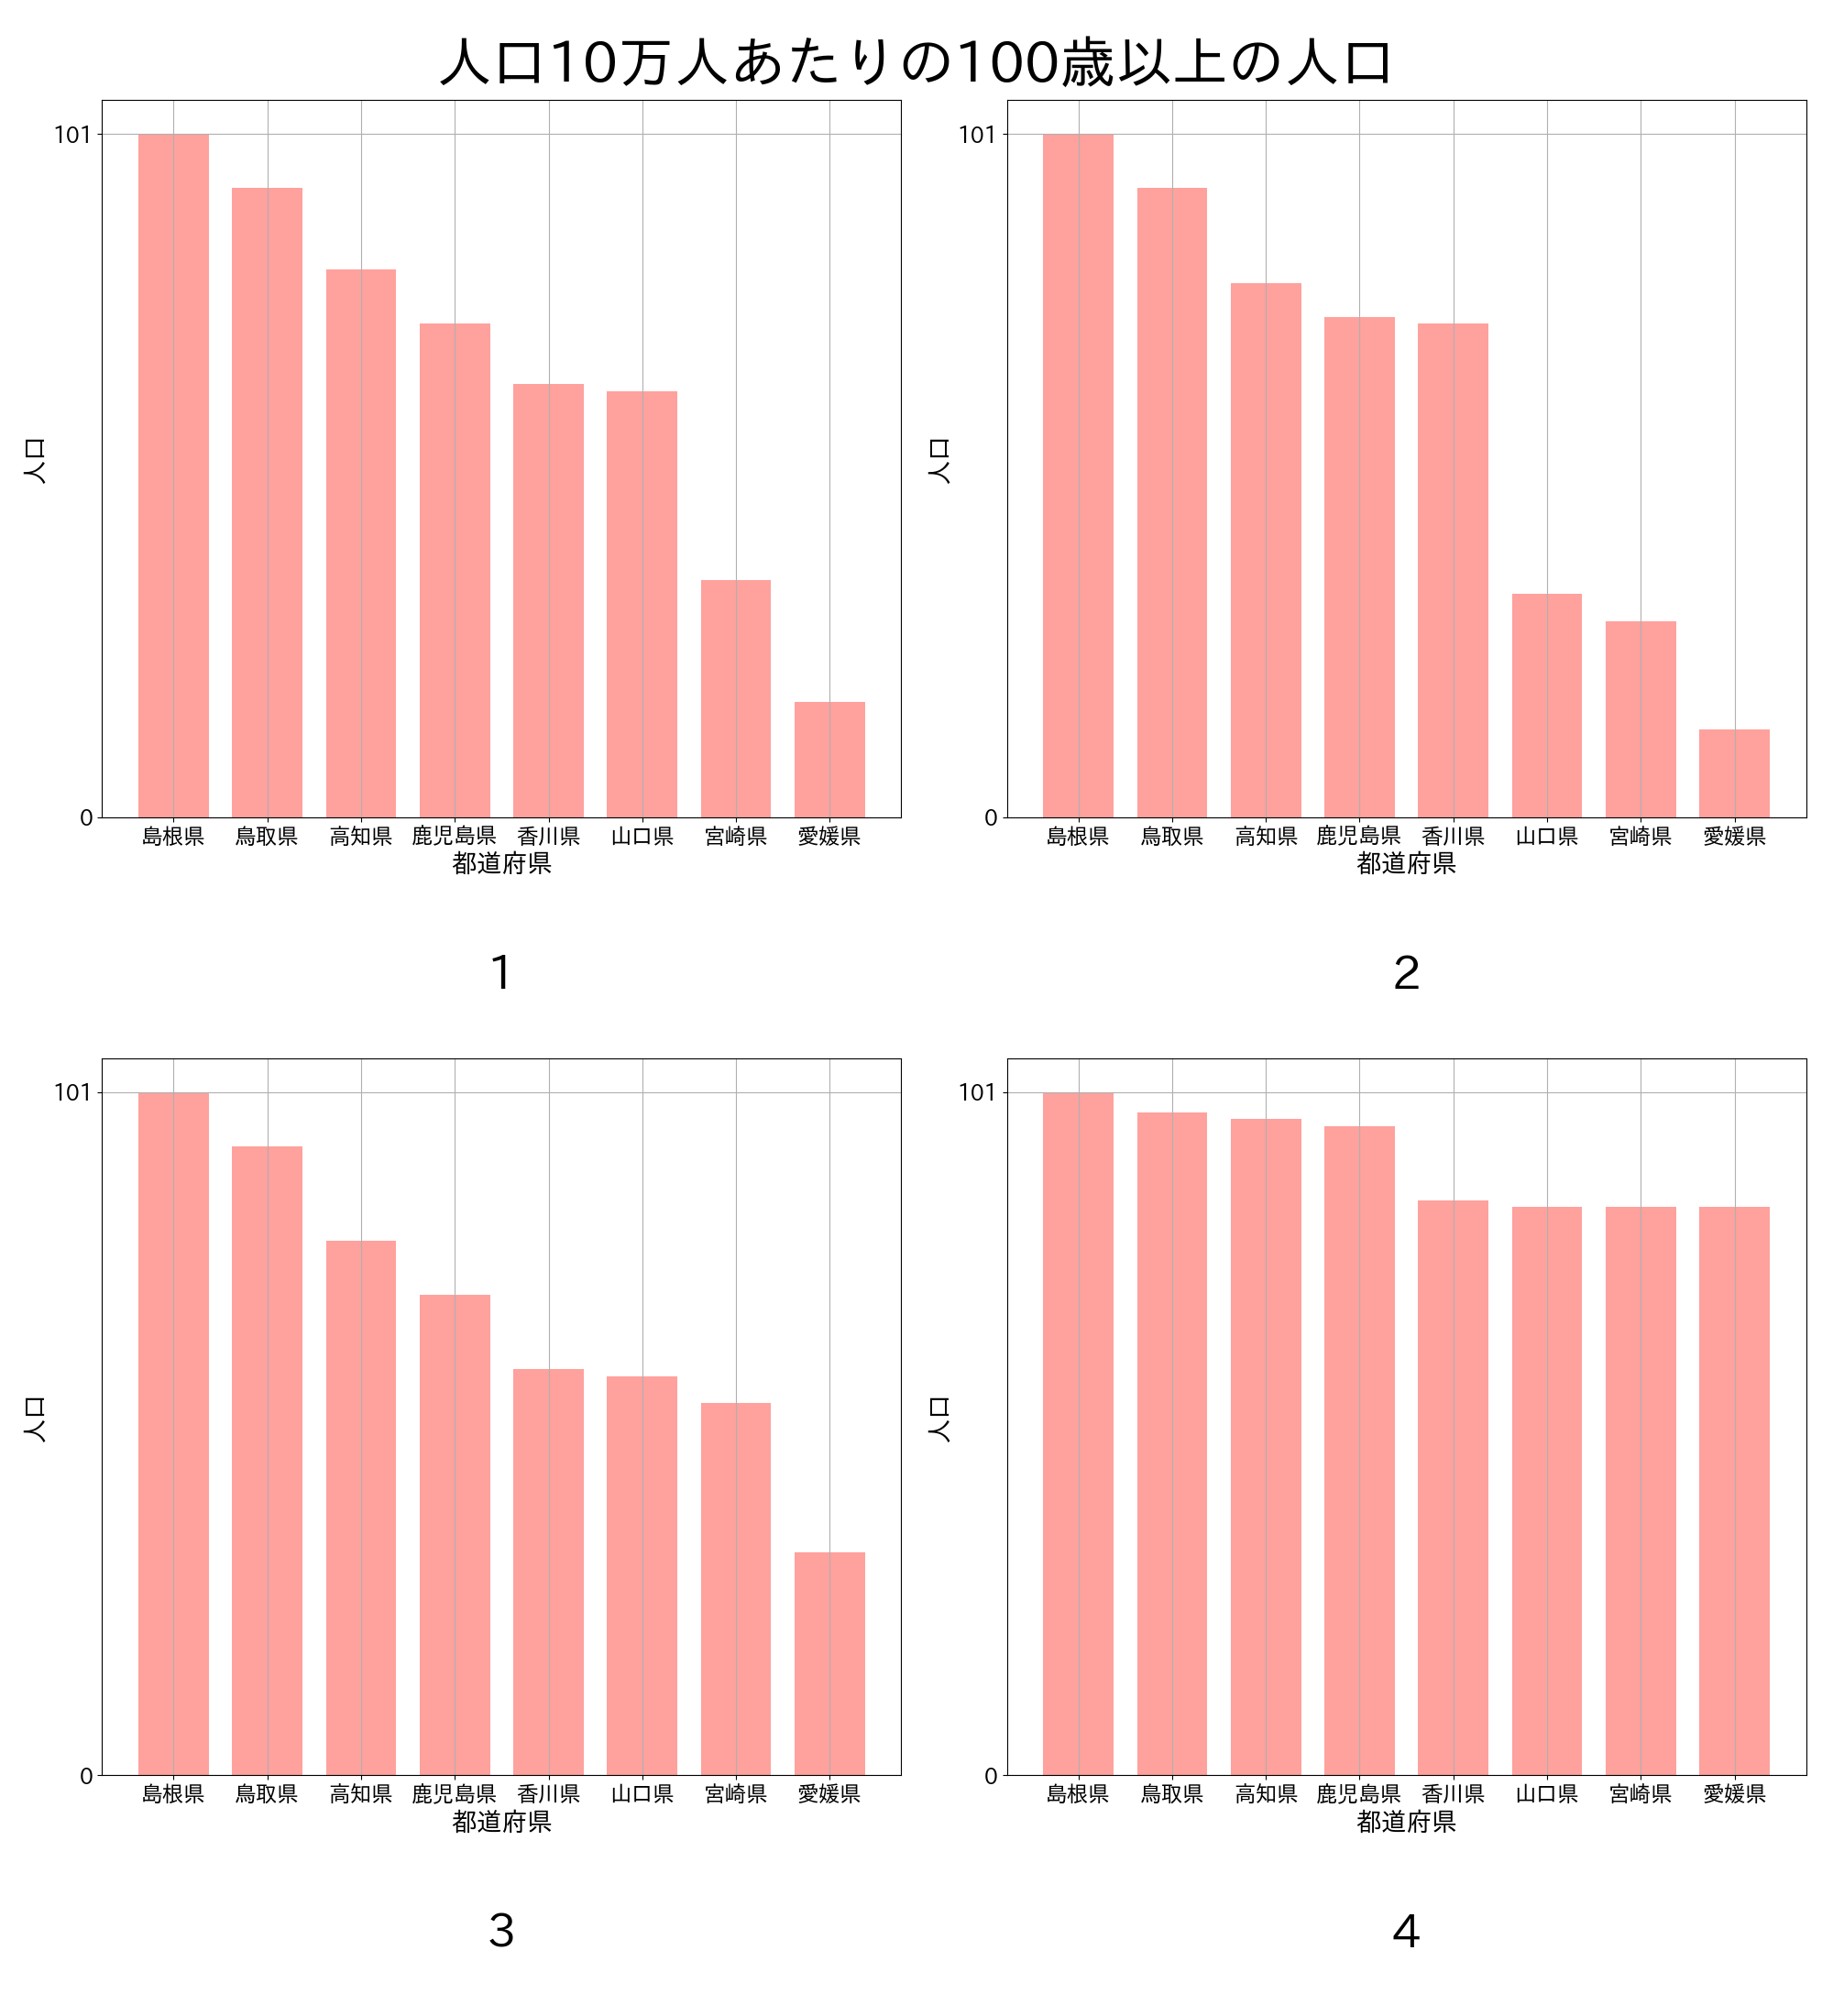 人口10万人あたりの100歳以上の人口
101
0
人口
島根県 鳥取県 高知県 鹿児島県 香川県 山口県 宮崎県 愛媛県
都道府県
1
101
0
人口
島根県 鳥取県 高知県 鹿児島県 香川県 山口県 宮崎県 愛媛県
都道府県
2
101
0
人口
島根県 鳥取県 高知県 鹿児島県 香川県 山口県 宮崎県 愛媛県
都道府県
3
101
0
人口
島根県 鳥取県 高知県 鹿児島県 香川県 山口県 宮崎県 愛媛県
都道府県
4